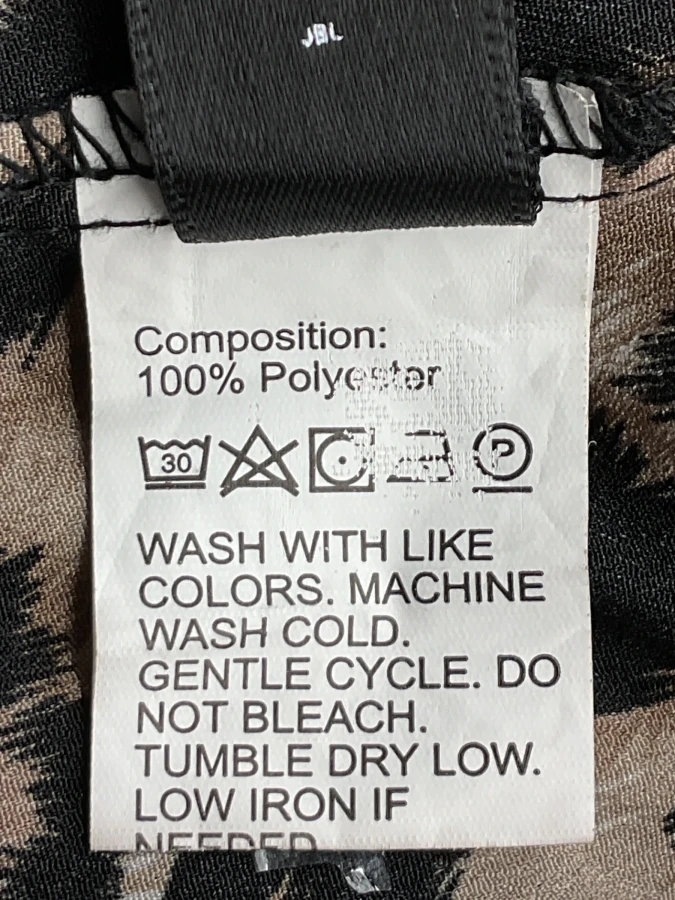 JBL
Composition:
100% Polyester
30
P
WASH WITH LIKE
COLORS. MACHINE
WASH COLD.
GENTLE CYCLE. DO
NOT BLEACH.
TUMBLE DRY LOW.
LOW IRON IF
NEEDED